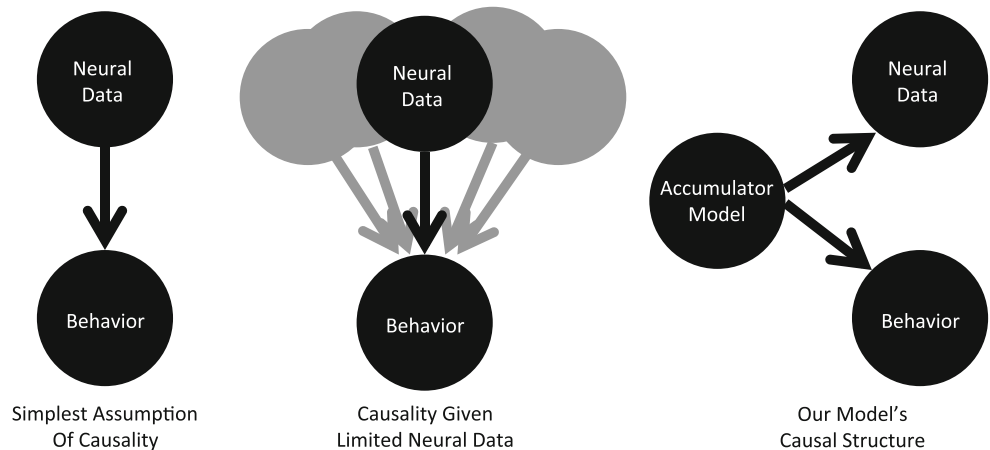 Neural
Data
Behavior
Simplest Assumption
Of Causality
Neural
Data
Behavior
Causality Given
Limited Neural Data
Accumulator
Model
Neural
Data
Behavior
Our Model's
Causal Structure